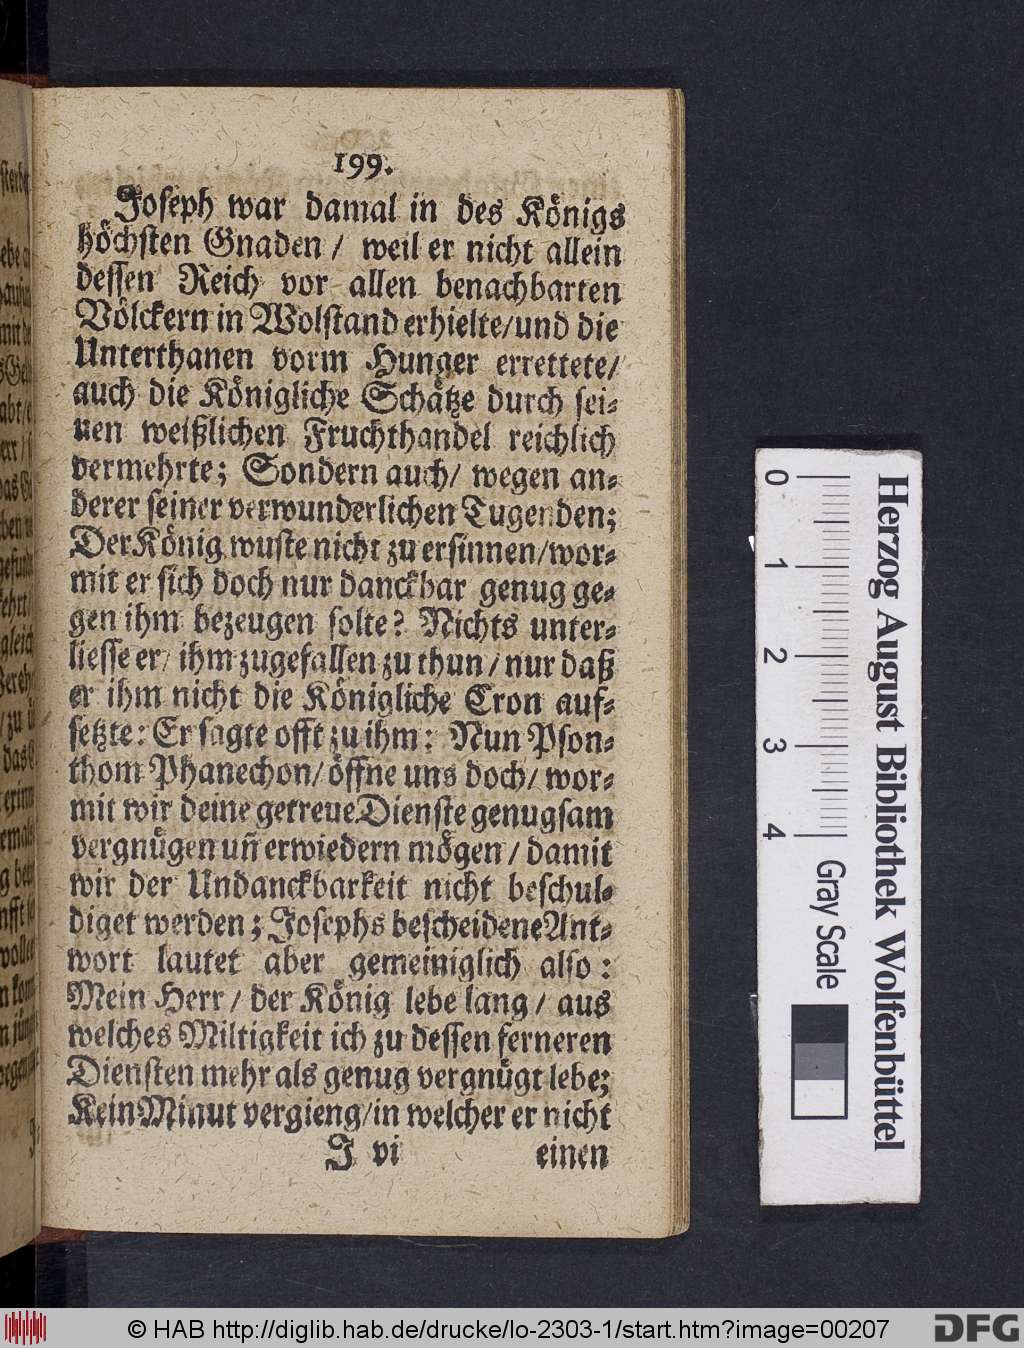 199.
Joseph war damal in des Königs
höchsten Gnaden / weil er nicht allein
dessen Reich vor allen benachbarten
Völckern in Wolstand erhielte/und die
Unterthanen vorm Hunger errettete/
auch die Königliche Schätze durch sei-
nen weißlichen Fruchthandel reichlich
vermehrte; Sondern auch/ wegen an-
derer seiner verwunderlichen Tugenden;
Der König wuste nicht zu ersinnen/wor-
mit er sich doch nur danckbar genug ge-
gen ihm bezeugen solte? Nichts unter-
liesse er/ ihm zugefallen zu thun/nur daß
er ihm nicht die Königliche Cron auf-
setzte: Er sagte offt zu ihm: Nun Pson-
thom Phanechon/ öffne uns doch/ wor-
mit wir deine getreue Dienste genugsam
vergnügen uñ erwiedern mögen/ damit
wir der Undanckbarkeit nicht beschul-
diget werden; Josephs bescheidene Ant-
wort lautet aber gemeiniglich also:
Mein Herr/ der König lebe lang/ aus
welches Miltigkeit ich zu dessen ferneren
Diensten mehr als genug vergnügt lebe;
Kein Minut vergieng/in welcher er nicht
J vi einen
0 1 2 3 4
Gray Scale
Herzog August Bibliothek Wolfenbüttel
© HAB http://diglib.hab.de/drucke/lo-2303-1/start.htm?image=00207
DFG